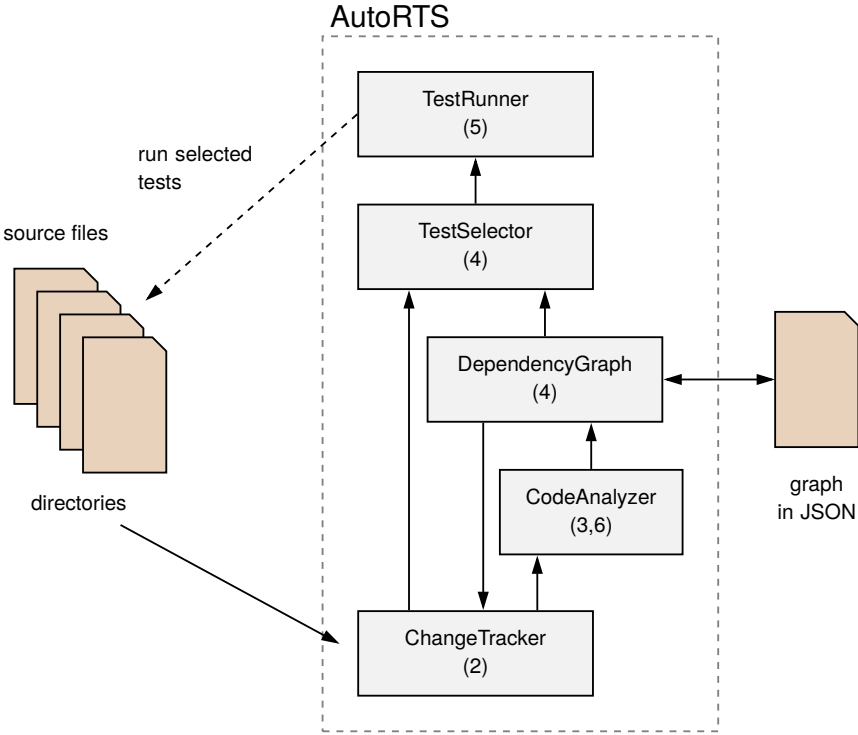 AutoRTS
TestRunner
(5)
run selected
tests
TestSelector
(4)
source files
DependencyGraph
(4)
CodeAnalyzer
(3,6)
graph
in JSON
directories
ChangeTracker
(2)